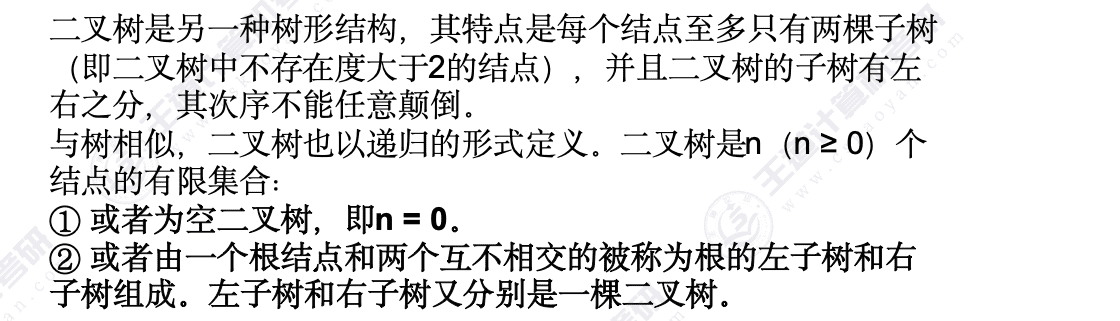 二叉树是另一种树形结构，其特点是每个结点至多只有两棵子树
（即二叉树中不存在度大于2的结点），并且二叉树的子树有左
右之分，其次序不能任意颠倒。
与树相似，二叉树也以递归的形式定义。二叉树是n（n ≥ 0）个
结点的有限集合：
① 或者为空二叉树，即n = 0。
② 或者由一个根结点和两个互不相交的被称为根的左子树和右
子树组成。左子树和右子树又分别是一棵二叉树。